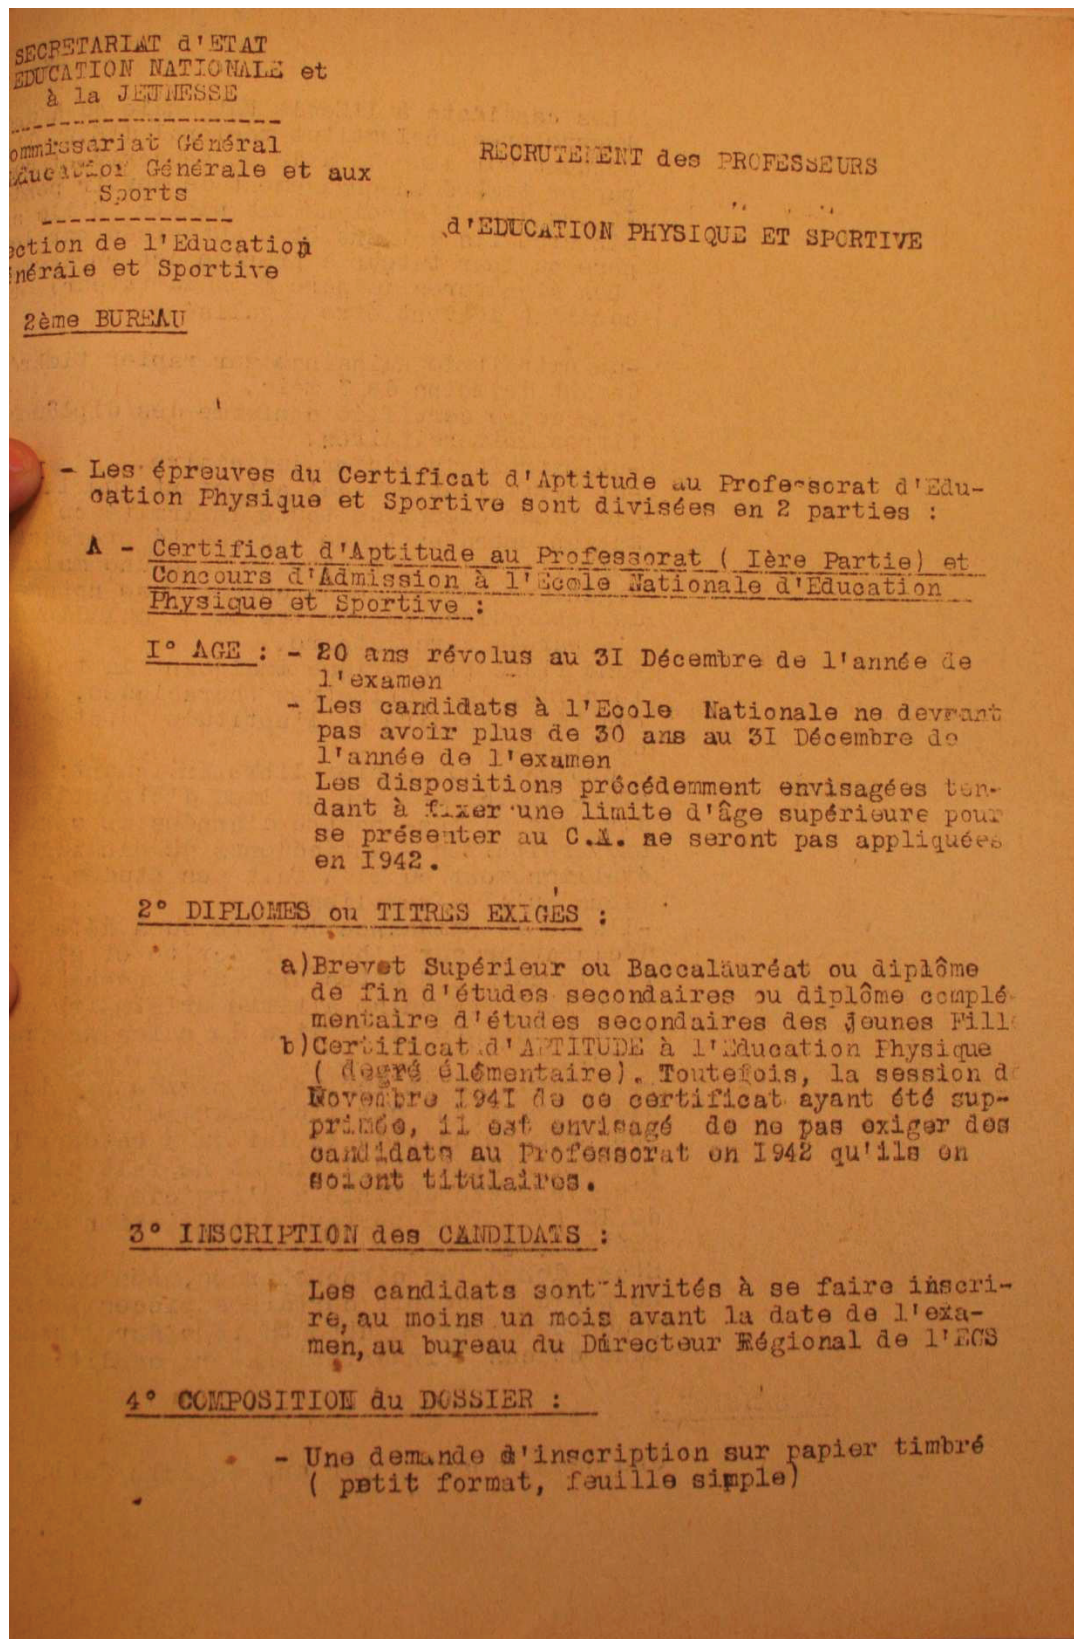 SECRETARIAT d'ETAT
EDUCATION NATIONALE et
à la JEUNESSE
ommissariat Général
Education Générale et aux
Sports
ection de l'Education
nérale et Sportive
2ème BUREAU
RECRUTEMENT des PROFESSEURS
d'EDUCATION PHYSIQUE ET SPORTIVE
I - Les épreuves du Certificat d'Aptitude au Professorat d'Edu-
cation Physique et Sportive sont divisées en 2 parties :
A - Certificat d'Aptitude au Professorat ( Ière Partie) et
Concours d'Admission à l'Ecole Nationale d'Education
Physique et Sportive :
I° AGE : - 20 ans révolus au 3I Décembre de l'année de
l'examen
- Les candidats à l'Ecole Nationale ne devrant
pas avoir plus de 30 ans au 3I Décembre de
l'année de l'examen
Les dispositions précédemment envisagées ten-
dant à fixer une limite d'âge supérieure pour
se présenter au C.A. ne seront pas appliquées
en I942.
2° DIPLOMES ou TITRES EXIGES :
a)Brevet Supérieur ou Baccalauréat ou diplôme
de fin d'études secondaires ou diplôme complé-
mentaire d'études secondaires des jeunes Fill
b)Certificat d'APTITUDE à l'Education Physique
( degré élémentaire). Toutefois, la session d
Novembre I94I de ce certificat ayant été sup-
primée, il est envisagé de ne pas exiger des
candidats au Professorat en I942 qu'ils en
soient titulaires.
3° INSCRIPTION des CANDIDATS :
Les candidats sont invités à se faire inscri-
re, au moins un mois avant la date de l'exa-
men, au bureau du Directeur Régional de l'EGS
4° COMPOSITION du DOSSIER :
- Une demande d'inscription sur papier timbré
( petit format, feuille simple)